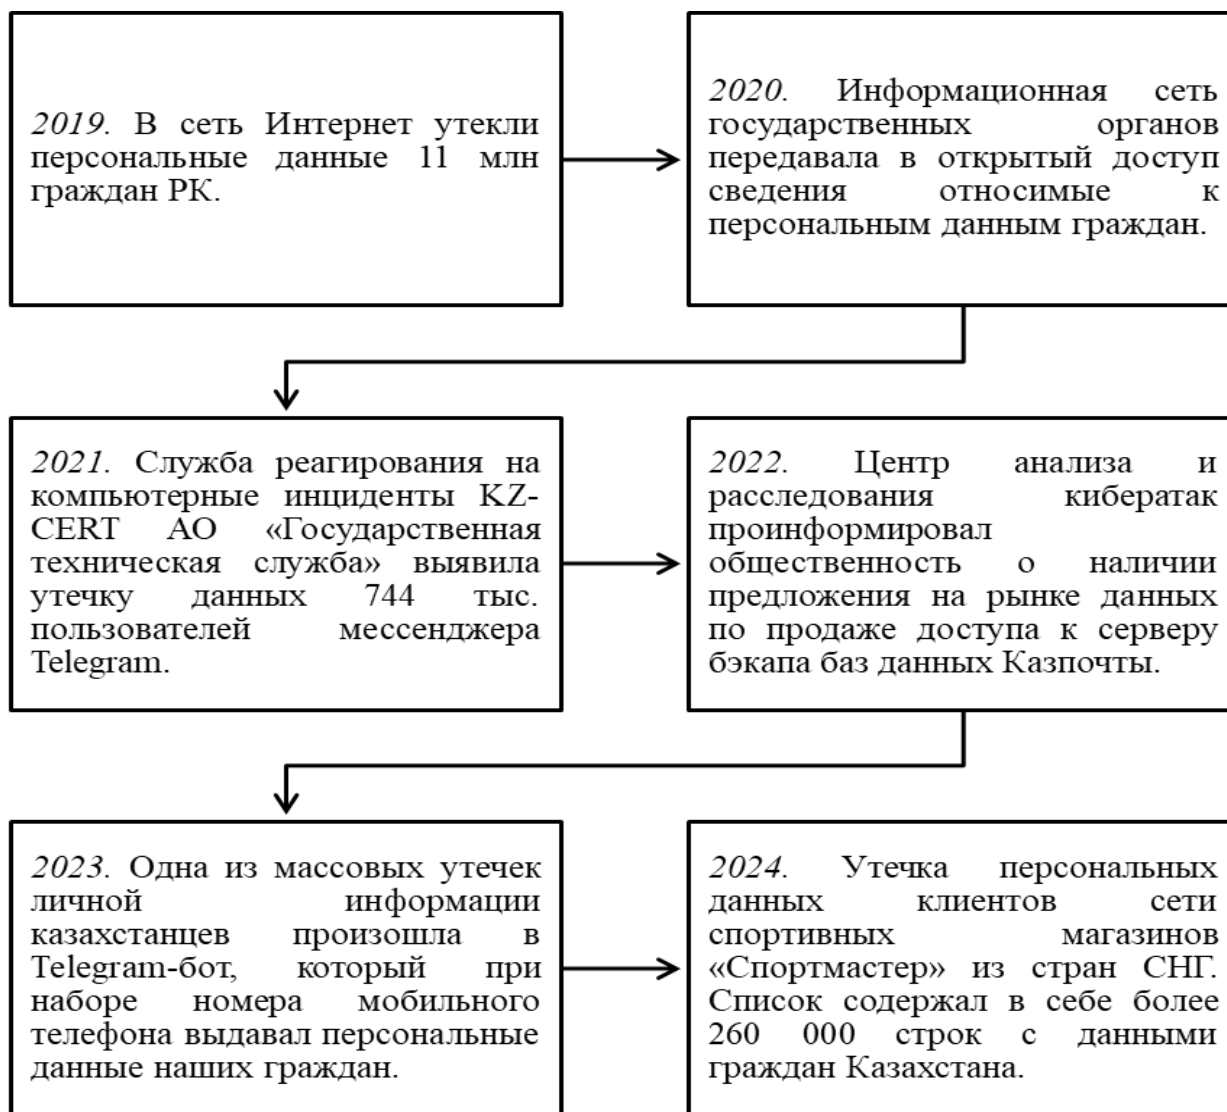 2019. В сеть Интернет утекли
персональные данные 11 млн
граждан РК.
2020. Информационная сеть
государственных органов
передавала в открытый доступ
сведения относимые к
персональным данным граждан.
2021. Служба реагирования на
компьютерные инциденты KZ-
CERT АО «Государственная
техническая служба» выявила
утечку данных 744 тыс.
пользователей мессенджера
Telegram.
2022. Центр анализа и
расследования кибератак
проинформировал
общественность о наличии
предложения на рынке данных
по продаже доступа к серверу
бэкапа баз данных Казпочты.
2023. Одна из массовых утечек
личной информации
казахстанцев произошла в
Telegram-бот, который при
наборе номера мобильного
телефона выдавал персональные
данные наших граждан.
2024. Утечка персональных
данных клиентов сети
спортивных магазинов
«Спортмастер» из стран СНГ.
Список содержал в себе более
260 000 строк с данными
граждан Казахстана.